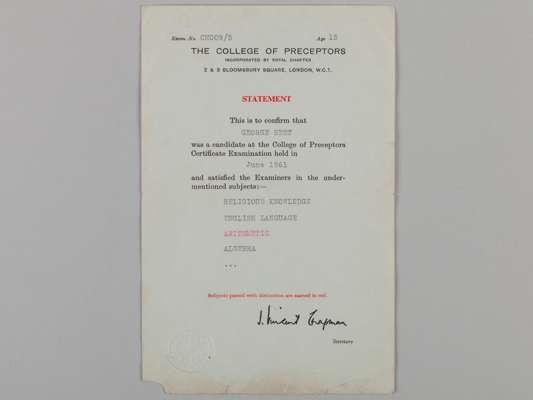 Exam. No. CH009/5 Age 15
THE COLLEGE OF PRECEPTORS
INCORPORATED BY ROYAL CHARTER
2 & 3 BLOOMSBURY SQUARE, LONDON, W.C.1.
STATEMENT
This is to confirm that
GEORGE BEST
was a candidate at the College of Preceptors
Certificate Examination held in
June 1961
and satisfied the Examiners in the under-
mentioned subjects:—
RELIGIOUS KNOWLEDGE
ENGLISH LANGUAGE
ARITHMETIC
ALGEBRA
...
Subjects passed with distinction are named in red.
J. Vincent Chapman
Secretary